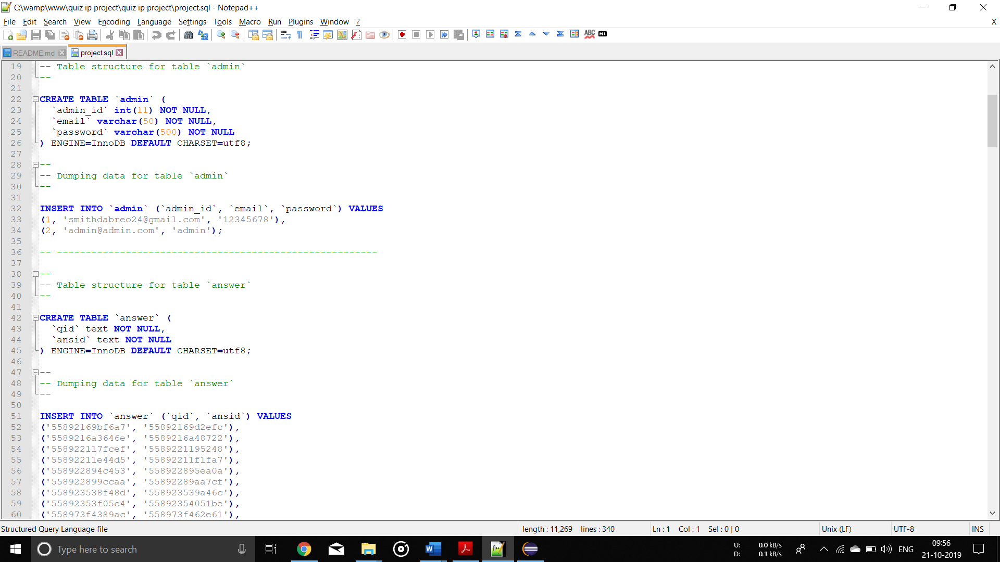 C:\wamp\www\quiz ip project\quiz ip project\project.sql - Notepad++
File Edit Search View Encoding Language Settings Tools Macro Run Plugins Window ? X
README.md project.sql
19 -- Table structure for table `admin`
20 --
21
22 CREATE TABLE `admin` (
23 `admin_id` int(11) NOT NULL,
24 `email` varchar(50) NOT NULL,
25 `password` varchar(500) NOT NULL
26 ) ENGINE=InnoDB DEFAULT CHARSET=utf8;
27
28 --
29 -- Dumping data for table `admin`
30 --
31
32 INSERT INTO `admin` (`admin_id`, `email`, `password`) VALUES
33 (1, 'smithdabreo24@gmail.com', '12345678'),
34 (2, 'admin@admin.com', 'admin');
35
36 -- --------------------------------------------------------
37
38 --
39 -- Table structure for table `answer`
40 --
41
42 CREATE TABLE `answer` (
43 `qid` text NOT NULL,
44 `ansid` text NOT NULL
45 ) ENGINE=InnoDB DEFAULT CHARSET=utf8;
46
47 --
48 -- Dumping data for table `answer`
49 --
50
51 INSERT INTO `answer` (`qid`, `ansid`) VALUES
52 ('55892169bf6a7', '55892169d2efc'),
53 ('5589216a3646e', '5589216a48722'),
54 ('558922117fcef', '5589221195248'),
55 ('55892211e44d5', '55892211f1fa7'),
56 ('558922894c453', '558922895ea0a'),
57 ('558922899ccaa', '55892289aa7cf'),
58 ('558923538f48d', '558923539a46c'),
59 ('55892353f05c4', '55892354051be'),
60 ('558973f4389ac', '558973f462e61'),
Structured Query Language file length : 11,269 lines : 340 Ln : 1 Col : 1 Sel : 0 | 0 Unix (LF) UTF-8 INS
Type here to search
U: 0.0 kB/s
D: 0.1 kB/s
ENG
09:56
21-10-2019